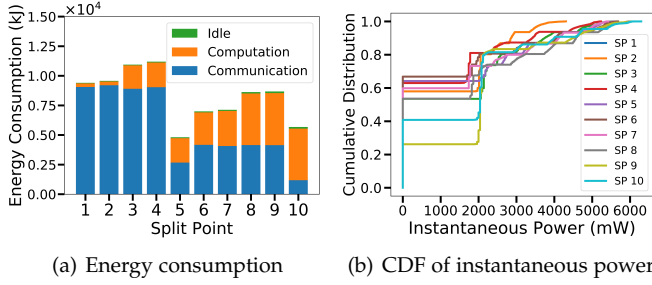 ×10⁴
1.50
1.25
1.00
0.75
0.50
0.25
0.00
Energy Consumption (kJ)
Idle
Computation
Communication
1 2 3 4 5 6 7 8 9 10
Split Point
(a) Energy consumption
1.0
0.8
0.6
0.4
0.2
0.0
Cumulative Distribution
SP 1
SP 2
SP 3
SP 4
SP 5
SP 6
SP 7
SP 8
SP 9
SP 10
0 1000 2000 3000 4000 5000 6000
Instantaneous Power (mW)
(b) CDF of instantaneous power